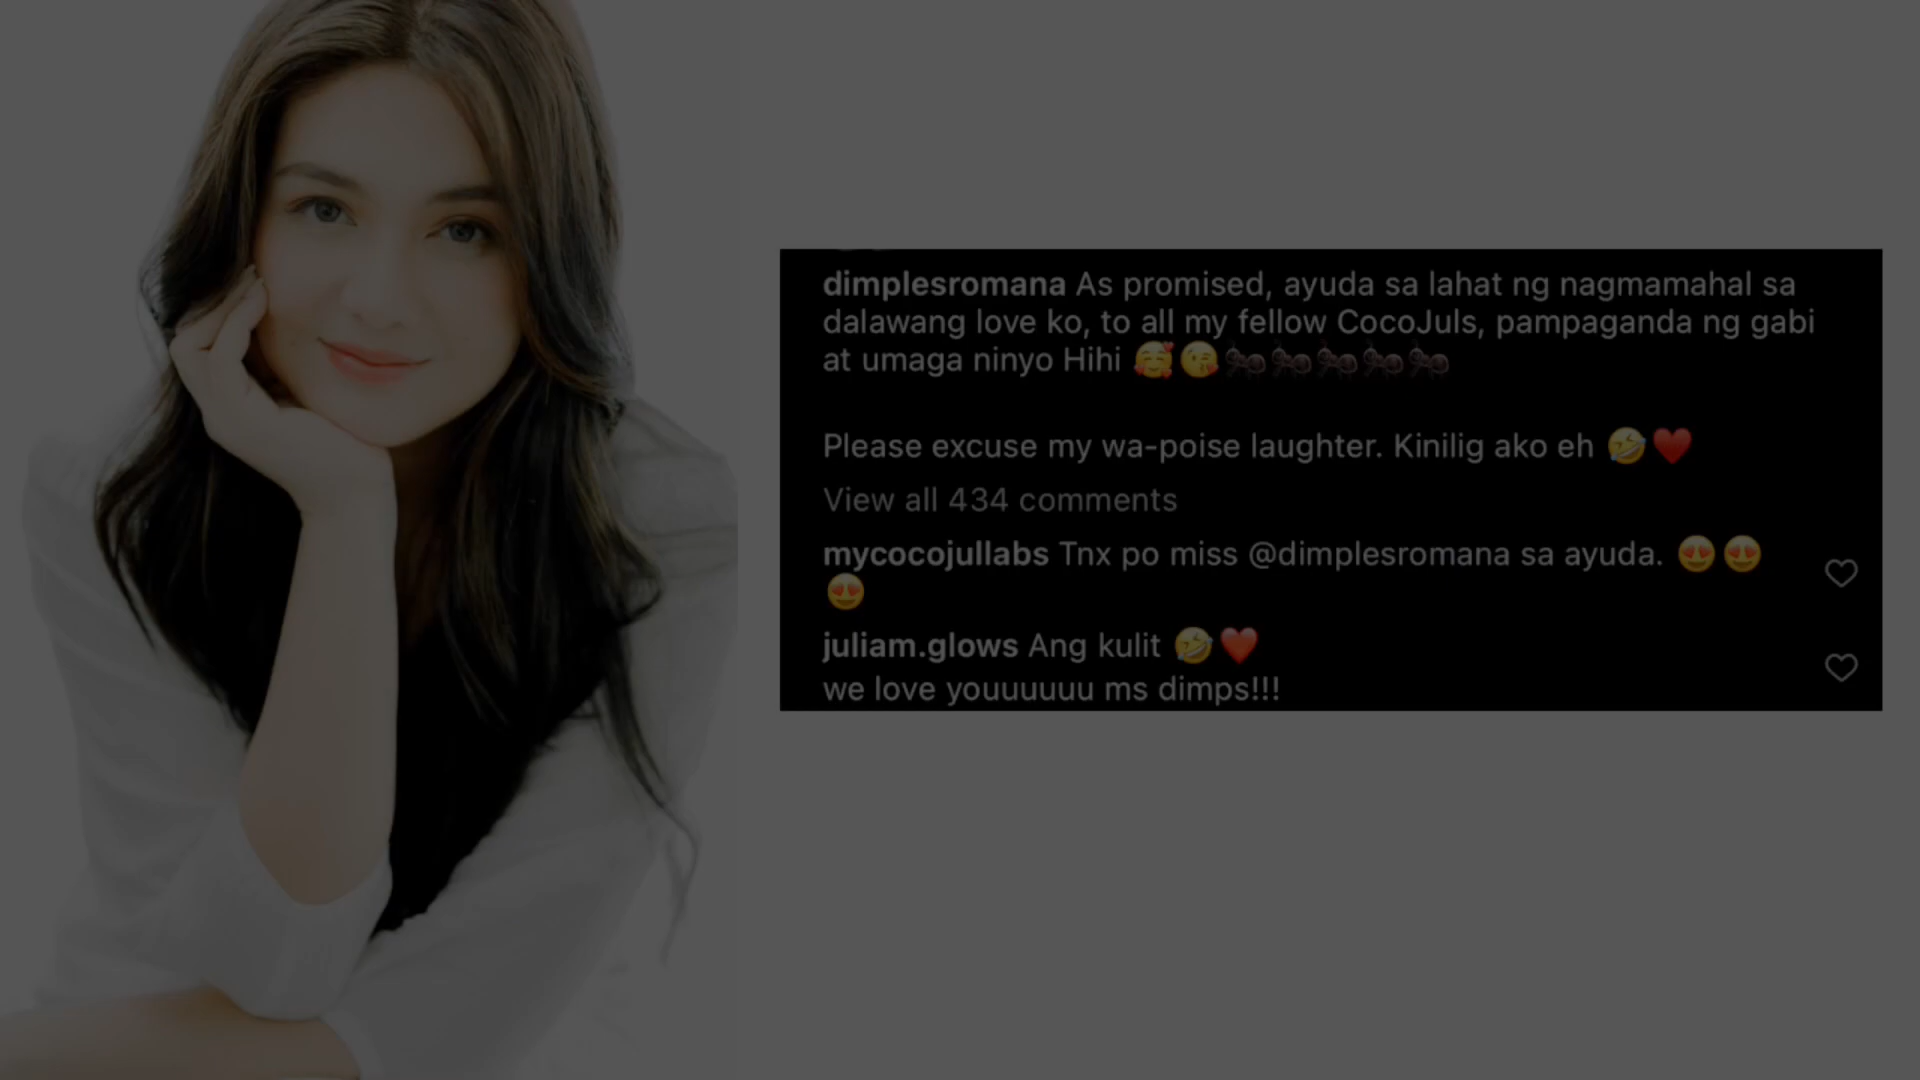 dimplesromana As promised, ayuda sa lahat ng nagmamahal sa
dalawang love ko, to all my fellow CocoJuls, pampaganda ng gabi
at umaga ninyo Hihi 🥰😘🐜🐜🐜🐜🐜
Please excuse my wa-poise laughter. Kinilig ako eh 🤣❤️
View all 434 comments
mycocojullabs Tnx po miss @dimplesromana sa ayuda. 😍😍
😍
juliam.glows Ang kulit 🤣❤️
we love youuuuuu ms dimps!!!